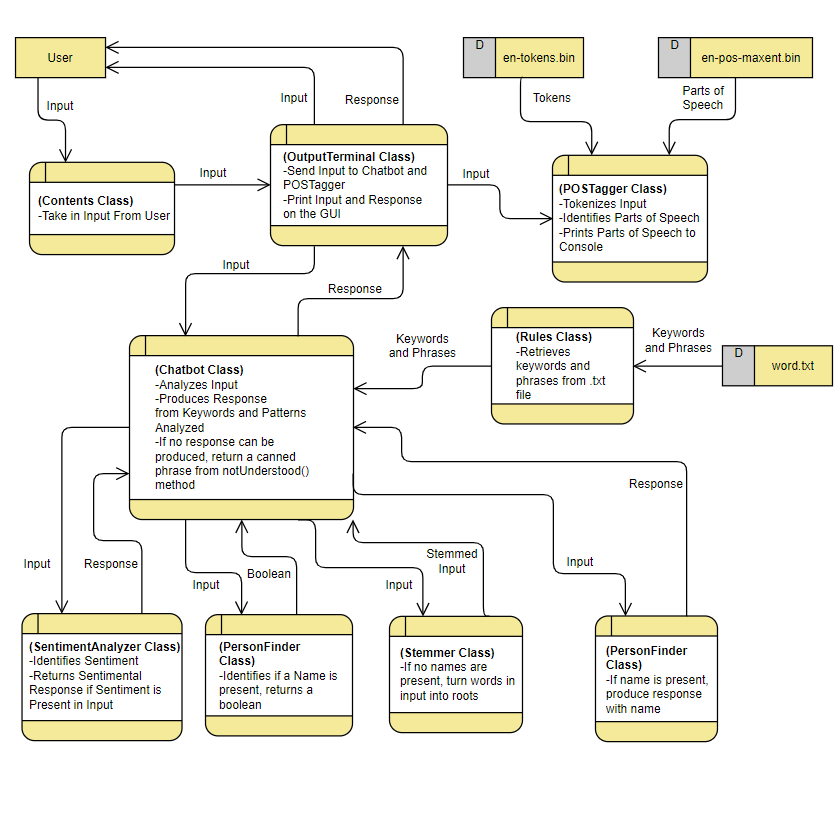 User
D
en-tokens.bin
D
en-pos-maxent.bin
Input
Input
Response
Tokens
Parts of
Speech
(Contents Class)
-Take in Input From User
Input
(OutputTerminal Class)
-Send Input to Chatbot and
POSTagger
-Print Input and Response
on the GUI
Input
(POSTagger Class)
-Tokenizes Input
-Identifies Parts of Speech
-Prints Parts of Speech to
Console
Input
Response
(Chatbot Class)
-Analyzes Input
-Produces Response
from Keywords and Patterns
Analyzed
-If no response can be
produced, return a canned
phrase from notUnderstood()
method
Keywords
and Phrases
(Rules Class)
-Retrieves
keywords and
phrases from .txt
file
Keywords
and Phrases
D
word.txt
Input
Response
Input
Boolean
Input
Stemmed
Input
Input
Response
(SentimentAnalyzer Class)
-Identifies Sentiment
-Returns Sentimental
Response if Sentiment is
Present in Input
(PersonFinder
Class)
-Identifies if a Name is
present, returns a
boolean
(Stemmer Class)
-If no names are
present, turn words in
input into roots
(PersonFinder
Class)
-If name is present,
produce response
with name